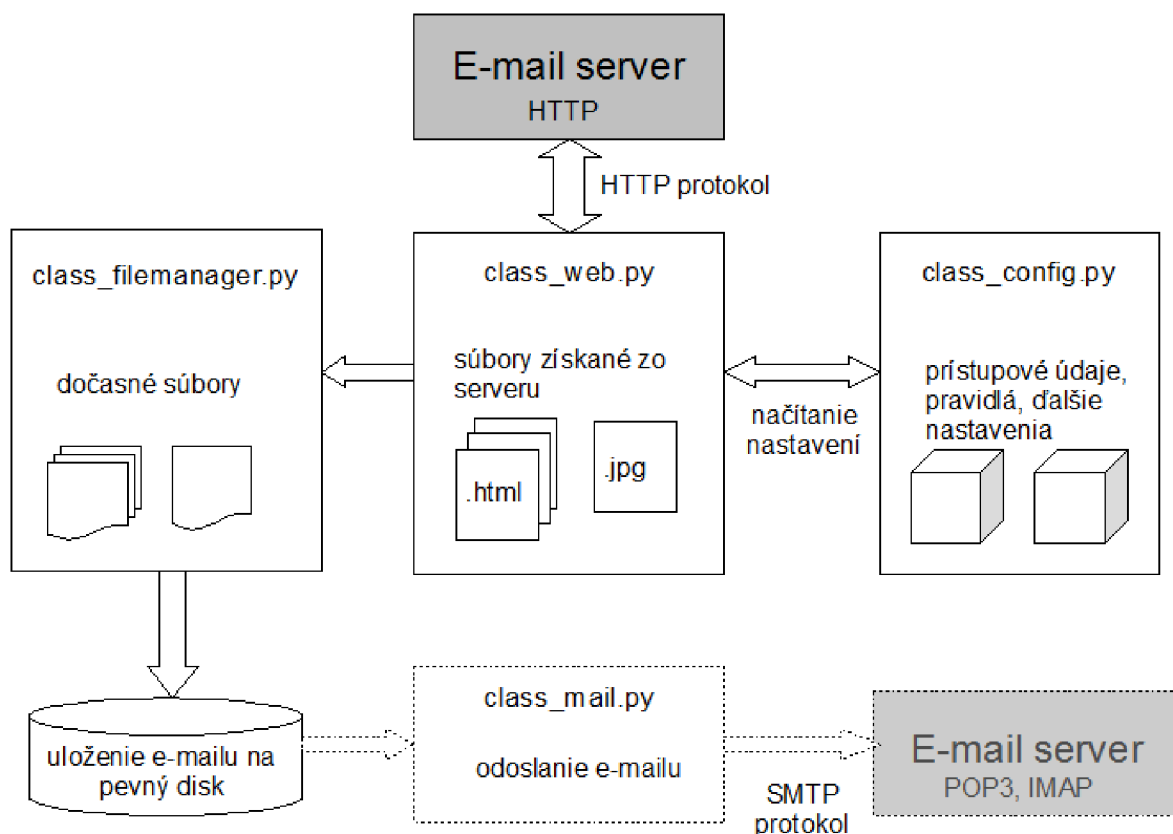 E-mail server
HTTP
HTTP protokol
class_filemanager.py
dočasné súbory
class_web.py
súbory získané zo
serveru
.html
.jpg
načítanie
nastavení
class_config.py
prístupové údaje,
pravidlá, ďalšie
nastavenia
uloženie e-mailu na
pevný disk
class_mail.py
odoslanie e-mailu
SMTP
protokol
E-mail server
POP3, IMAP